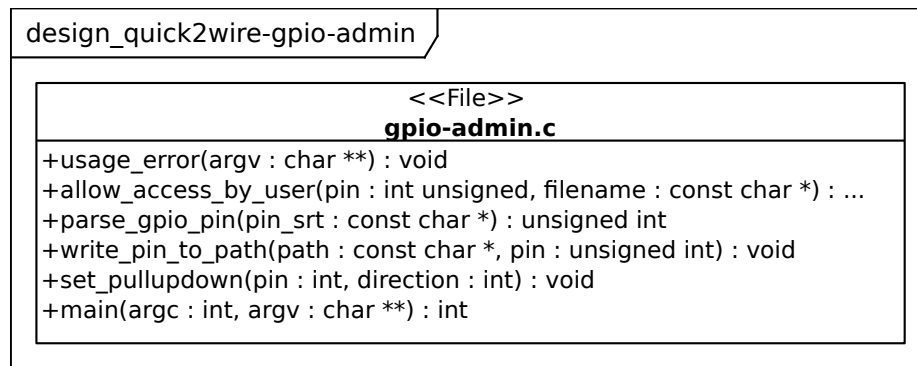 design_quick2wire-gpio-admin
<<File>>
gpio-admin.c
+usage_error(argv : char **) : void
+allow_access_by_user(pin : int unsigned, filename : const char *) : ...
+parse_gpio_pin(pin_srt : const char *) : unsigned int
+write_pin_to_path(path : const char *, pin : unsigned int) : void
+set_pullupdown(pin : int, direction : int) : void
+main(argc : int, argv : char **) : int